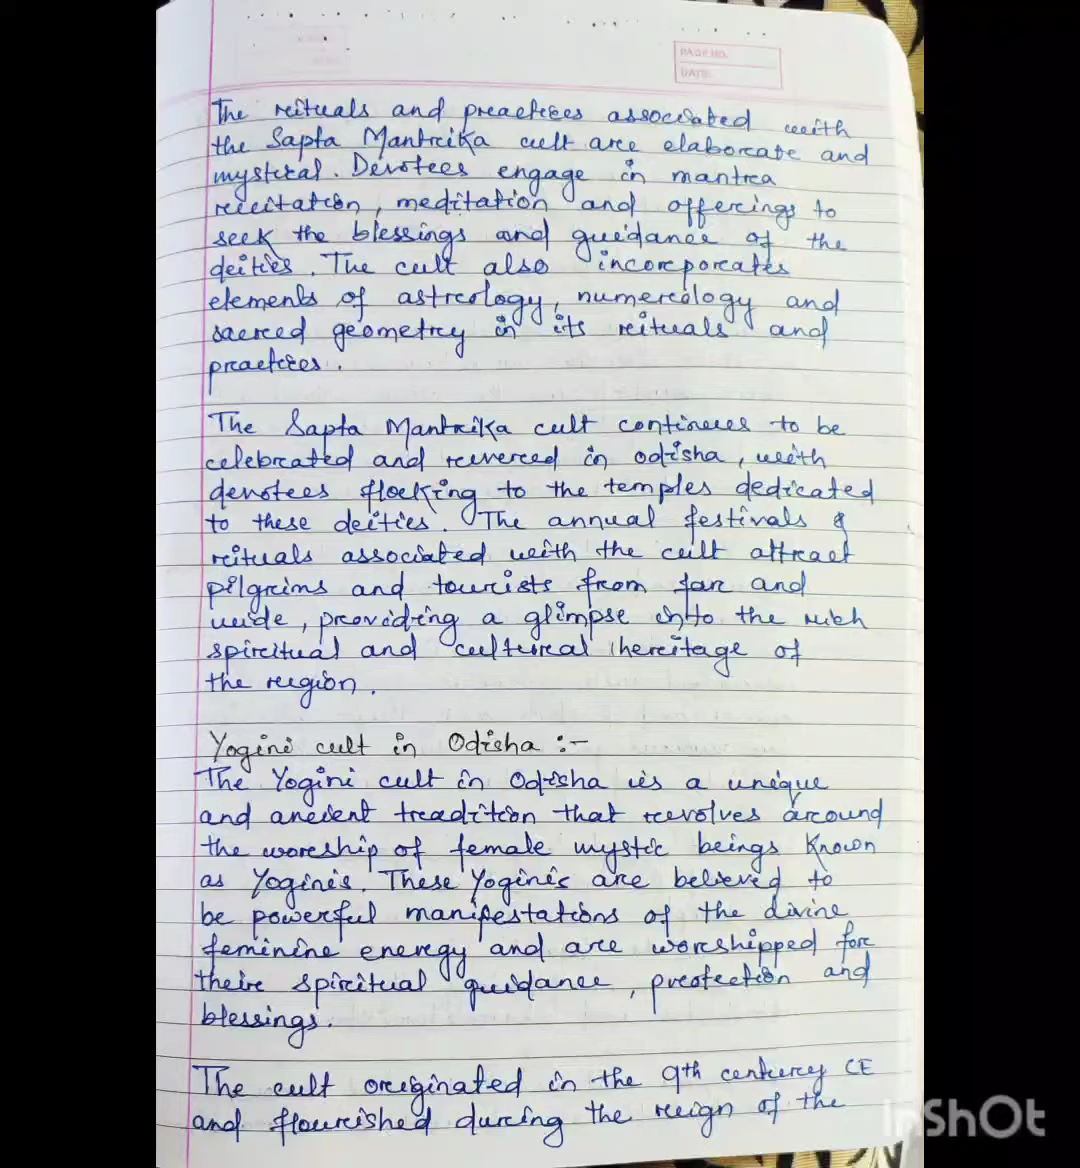 PAGE NO.
DATE:
The rituals and practices associated with
the Sapta Mantrika cult are elaborate and
mystical. Devotees engage in mantra
recitation, meditation and offerings to
seek the blessings and guidance of the
deities. The cult also incorporates
elements of astrology, numerology and
sacred geometry in its rituals and
practices.
The Sapta Mantrika cult continues to be
celebrated and revered in Odisha, with
devotees flocking to the temples dedicated
to these deities. The annual festivals &
rituals associated with the cult attract
pilgrims and tourists from far and
wide, providing a glimpse into the rich
spiritual and cultural heritage of
the region.
Yogini cult in Odisha :-
The Yogini cult in Odisha is a unique
and ancient tradition that revolves around
the worship of female mystic beings Known
as Yoginis. These Yoginis are believed to
be powerful manifestations of the divine
feminine energy and are worshipped for
their spiritual guidance, protection and
blessings.
The cult originated in the 9th century CE
and flourished during the reign of the
InShOt